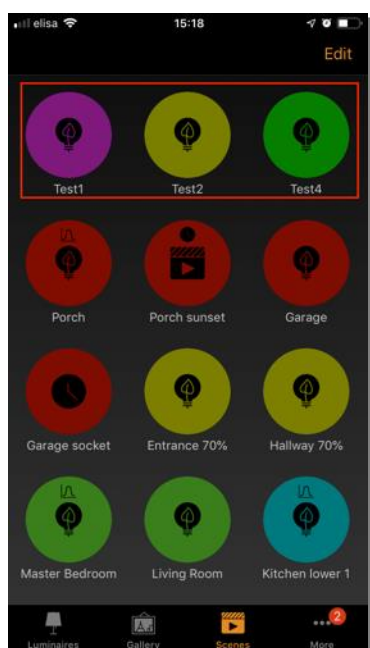 elisa 15:18
Edit
Test1 Test2 Test4
Porch Porch sunset Garage
Garage socket Entrance 70% Hallway 70%
Master Bedroom Living Room Kitchen lower 1
2
Luminaires Gallery Scenes More